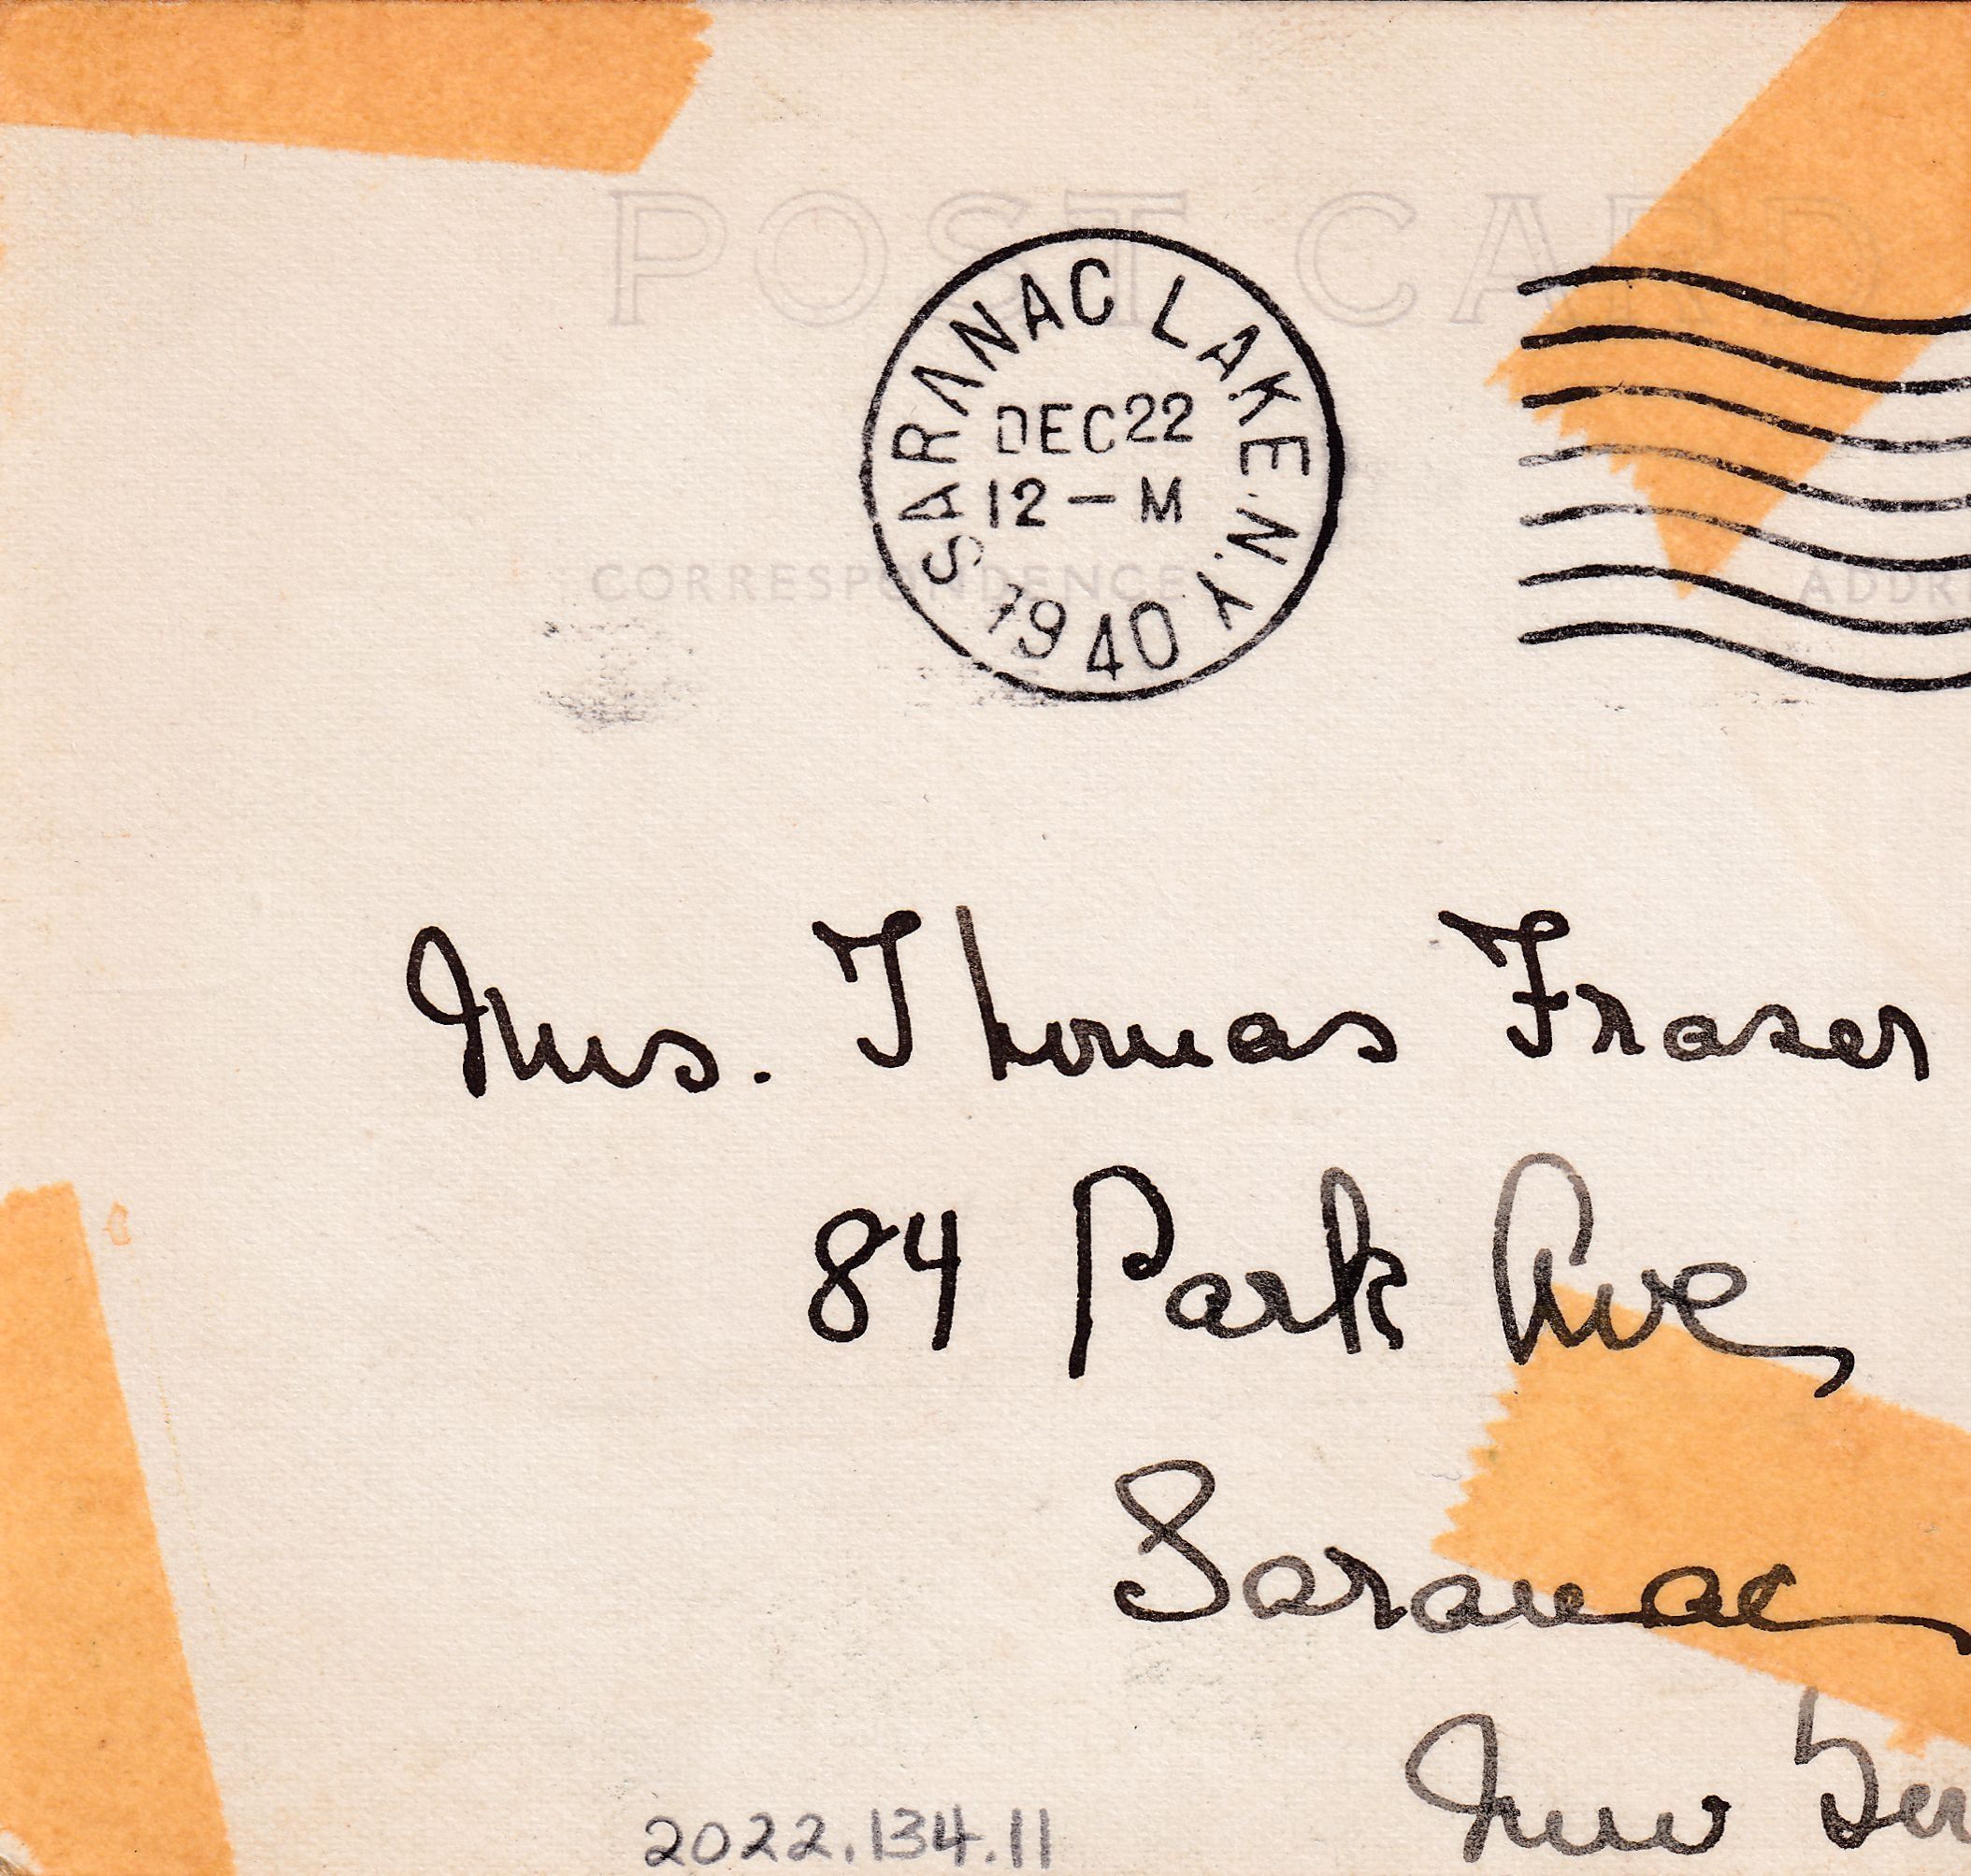 POST CARD
SARANAC LAKE, N.Y.
DEC 22
12 — M
1940
CORRESPONDENCE
Mrs. Thomas Fraser
84 Park Ave
Saranac
New
2022.134.11